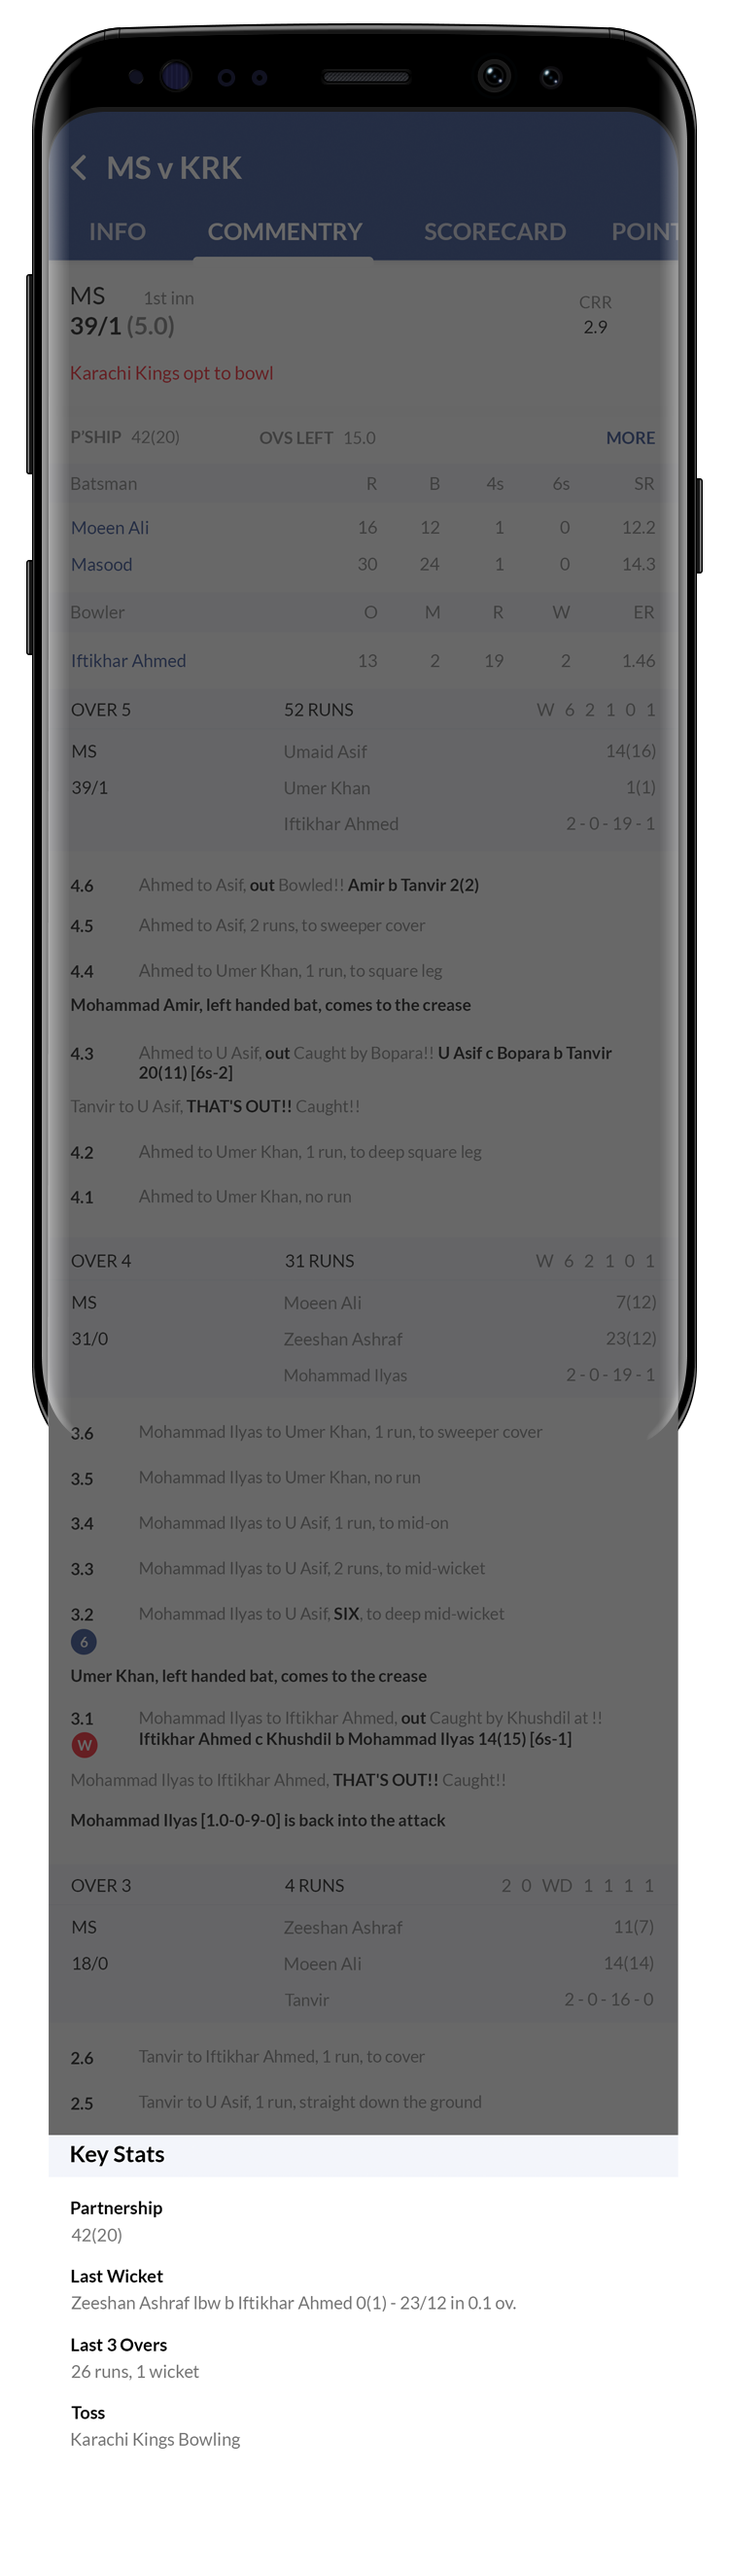 MS v KRK
INFO COMMENTRY SCORECARD POINT
MS 1st inn CRR
39/1 (5.0) 2.9
Karachi Kings opt to bowl
P'SHIP 42(20) OVS LEFT 15.0 MORE
Batsman R B 4s 6s SR
Moeen Ali 16 12 1 0 12.2
Masood 30 24 1 0 14.3
Bowler O M R W ER
Iftikhar Ahmed 13 2 19 2 1.46
OVER 5 52 RUNS W 6 2 1 0 1
MS Umaid Asif 14(16)
39/1 Umer Khan 1(1)
Iftikhar Ahmed 2 - 0 - 19 - 1
4.6 Ahmed to Asif, out Bowled!! Amir b Tanvir 2(2)
4.5 Ahmed to Asif, 2 runs, to sweeper cover
4.4 Ahmed to Umer Khan, 1 run, to square leg
Mohammad Amir, left handed bat, comes to the crease
4.3 Ahmed to U Asif, out Caught by Bopara!! U Asif c Bopara b Tanvir
20(11) [6s-2]
Tanvir to U Asif, THAT'S OUT!! Caught!!
4.2 Ahmed to Umer Khan, 1 run, to deep square leg
4.1 Ahmed to Umer Khan, no run
OVER 4 31 RUNS W 6 2 1 0 1
MS Moeen Ali 7(12)
31/0 Zeeshan Ashraf 23(12)
Mohammad Ilyas 2 - 0 - 19 - 1
3.6 Mohammad Ilyas to Umer Khan, 1 run, to sweeper cover
3.5 Mohammad Ilyas to Umer Khan, no run
3.4 Mohammad Ilyas to U Asif, 1 run, to mid-on
3.3 Mohammad Ilyas to U Asif, 2 runs, to mid-wicket
3.2 Mohammad Ilyas to U Asif, SIX, to deep mid-wicket
6
Umer Khan, left handed bat, comes to the crease
3.1 Mohammad Ilyas to Iftikhar Ahmed, out Caught by Khushdil at !!
W Iftikhar Ahmed c Khushdil b Mohammad Ilyas 14(15) [6s-1]
Mohammad Ilyas to Iftikhar Ahmed, THAT'S OUT!! Caught!!
Mohammad Ilyas [1.0-0-9-0] is back into the attack
OVER 3 4 RUNS 2 0 WD 1 1 1 1
MS Zeeshan Ashraf 11(7)
18/0 Moeen Ali 14(14)
Tanvir 2 - 0 - 16 - 0
2.6 Tanvir to Iftikhar Ahmed, 1 run, to cover
2.5 Tanvir to U Asif, 1 run, straight down the ground
Key Stats
Partnership
42(20)
Last Wicket
Zeeshan Ashraf lbw b Iftikhar Ahmed 0(1) - 23/12 in 0.1 ov.
Last 3 Overs
26 runs, 1 wicket
Toss
Karachi Kings Bowling